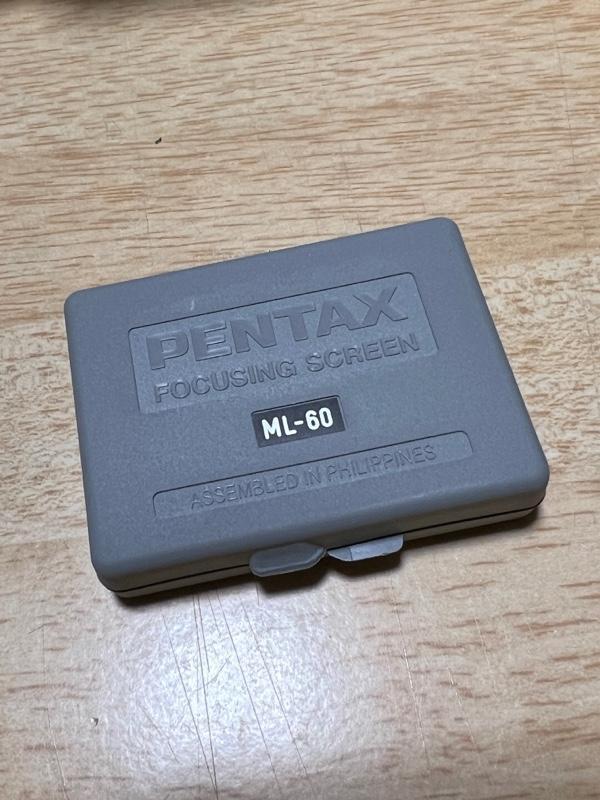 PENTAX
FOCUSING SCREEN
ML-60
ASSEMBLED IN PHILIPPINES